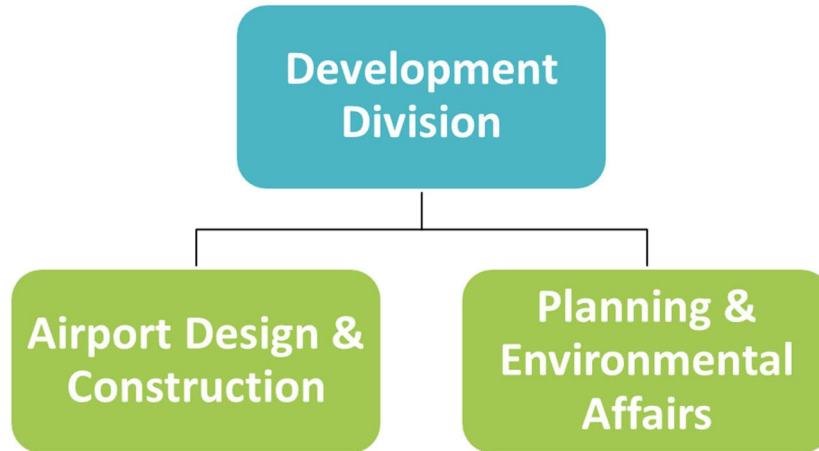 Development
Division
Airport Design &
Construction
Planning &
Environmental
Affairs